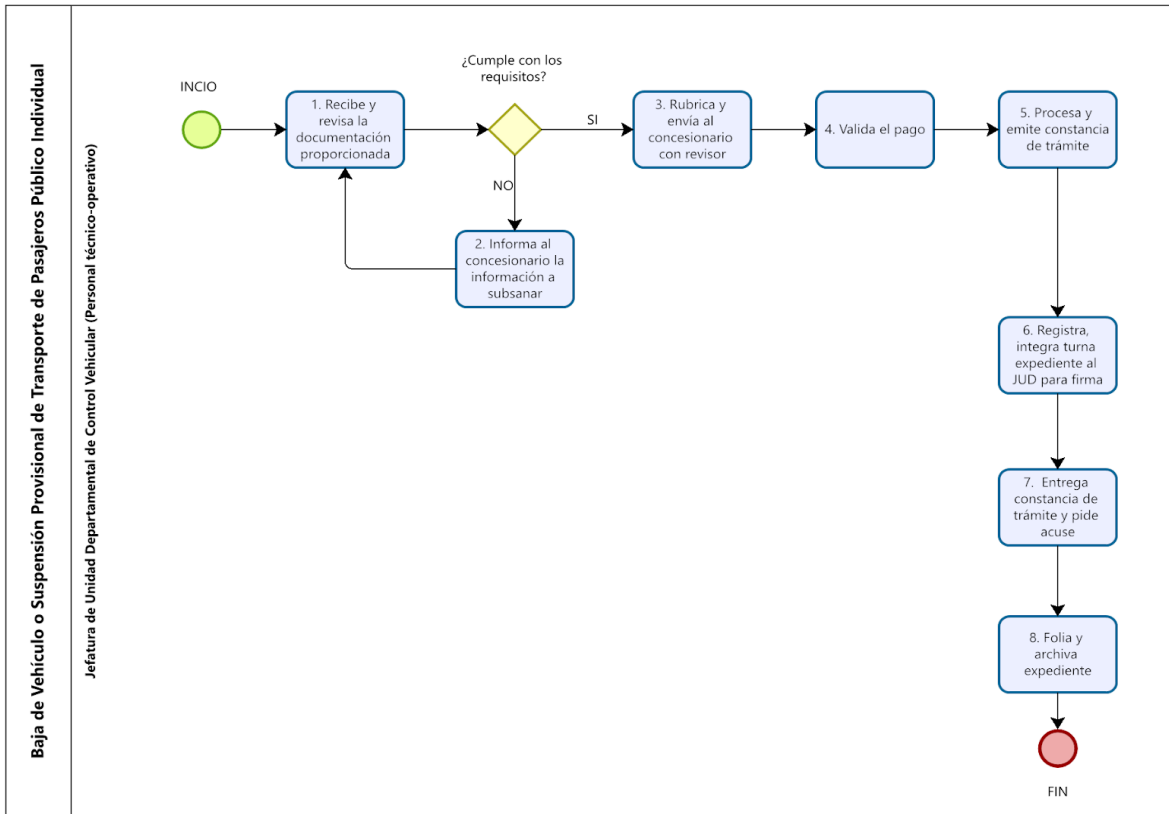 Baja de Vehículo o Suspensión Provisional de Transporte de Pasajeros Público Individual
Jefatura de Unidad Departamental de Control Vehicular (Personal técnico-operativo)
INCIO
1. Recibe y
revisa la
documentación
proporcionada
¿Cumple con los
requisitos?
SI
NO
2. Informa al
concesionario la
información a
subsanar
3. Rubrica y
envía al
concesionario
con revisor
4. Valida el pago
5. Procesa y
emite constancia
de trámite
6. Registra,
integra turna
expediente al
JUD para firma
7. Entrega
constancia de
trámite y pide
acuse
8. Folia y
archiva
expediente
FIN